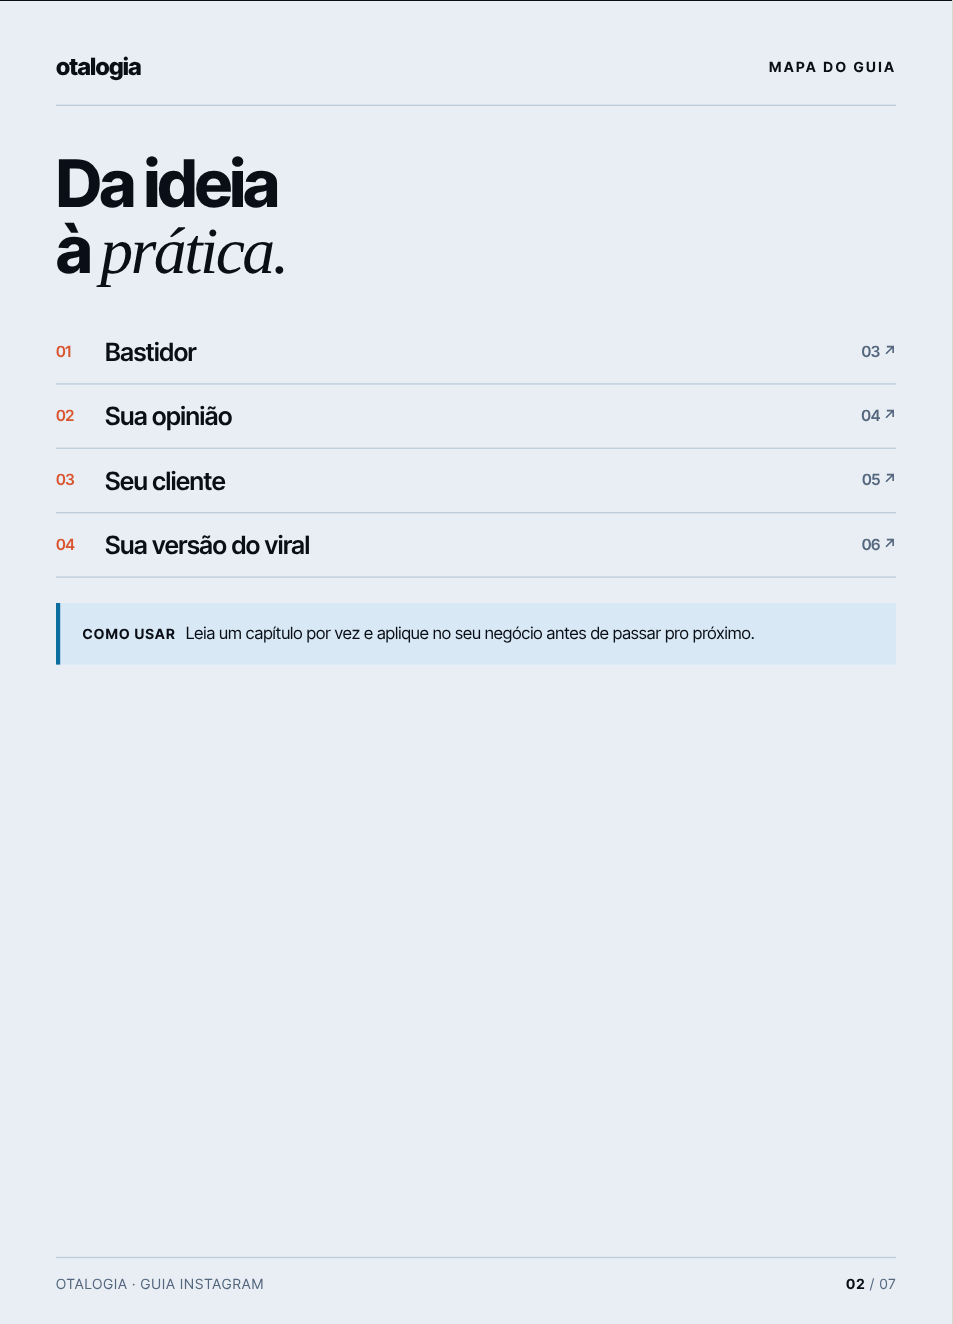 otalogia
MAPA DO GUIA
Da ideia
à prática.
01 Bastidor 03 ↗
02 Sua opinião 04 ↗
03 Seu cliente 05 ↗
04 Sua versão do viral 06 ↗
COMO USAR Leia um capítulo por vez e aplique no seu negócio antes de passar pro próximo.
OTALOGIA · GUIA INSTAGRAM
02 / 07